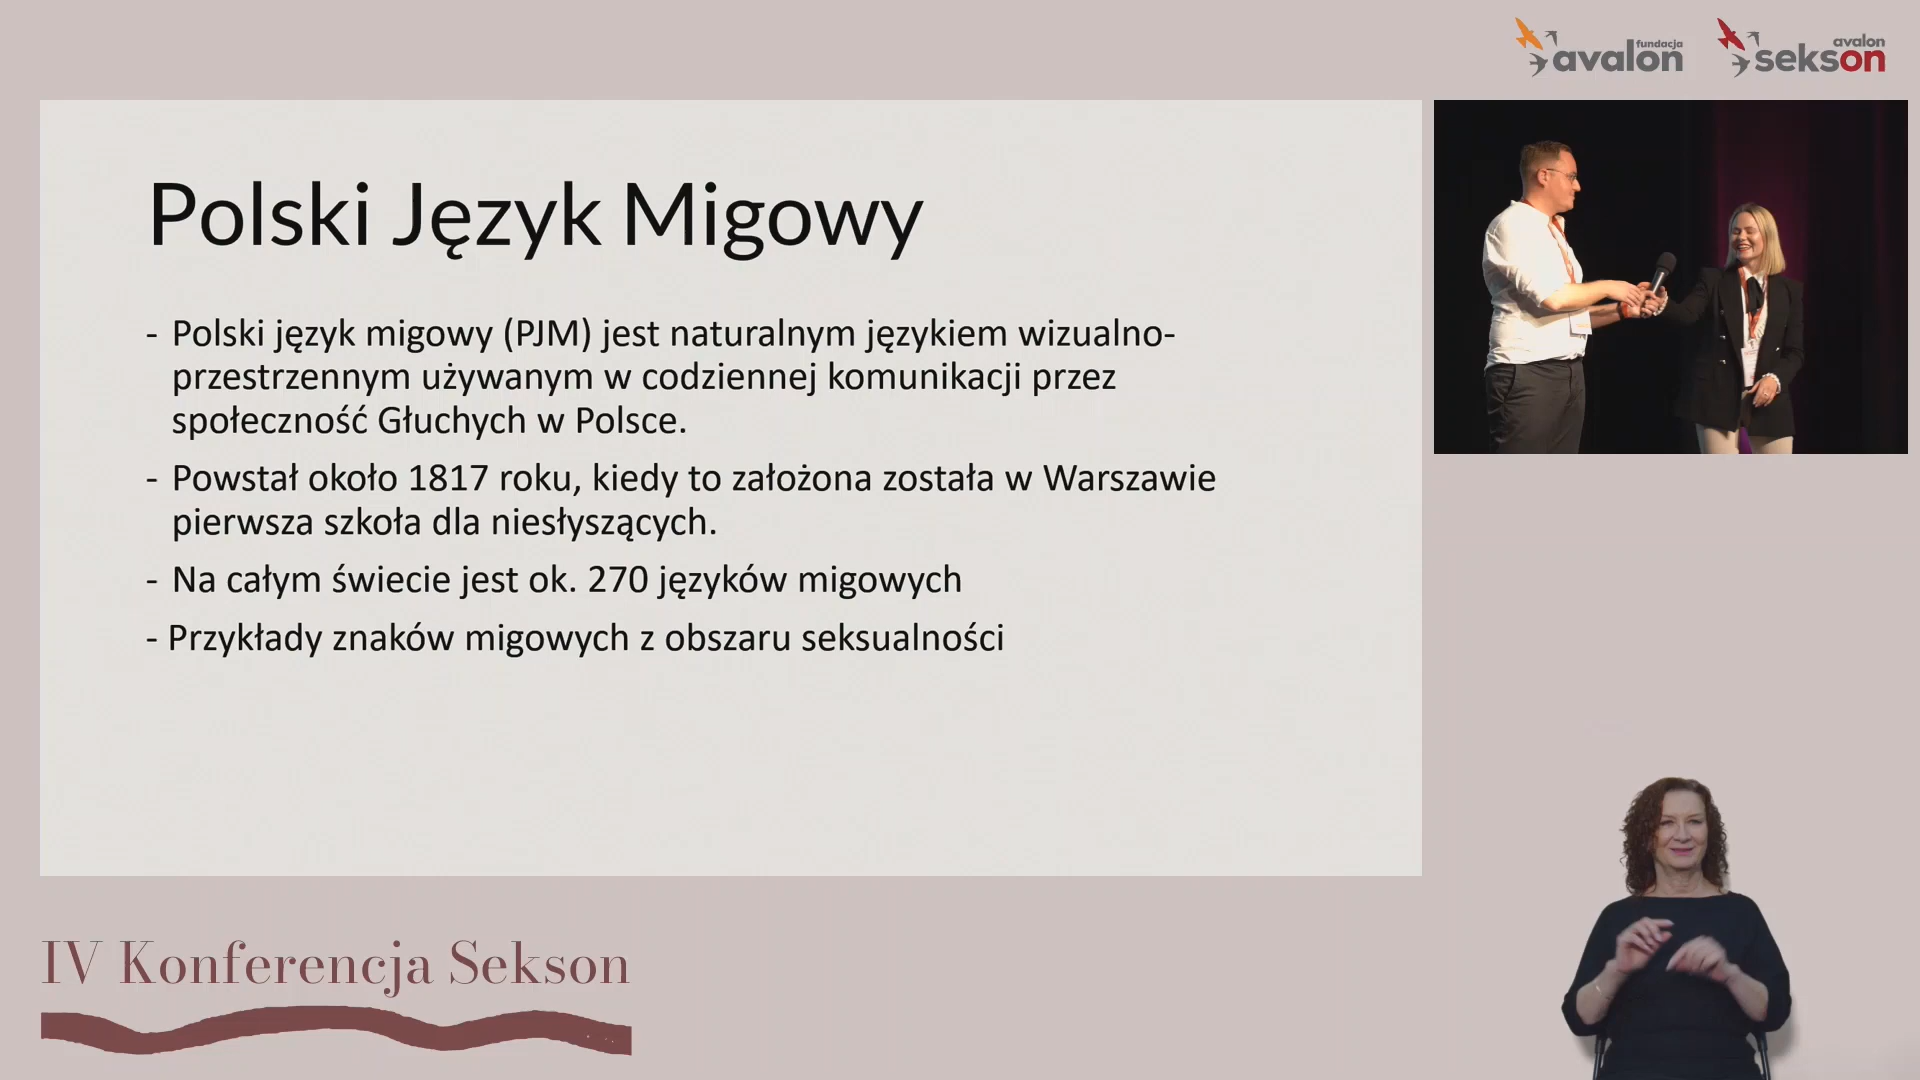 fundacja
avalon
avalon
sekson
Polski Język Migowy
- Polski język migowy (PJM) jest naturalnym językiem wizualno-
przestrzennym używanym w codziennej komunikacji przez
społeczność Głuchych w Polsce.
- Powstał około 1817 roku, kiedy to założona została w Warszawie
pierwsza szkoła dla niesłyszących.
- Na całym świecie jest ok. 270 języków migowych
- Przykłady znaków migowych z obszaru seksualności
IV Konferencja Sekson